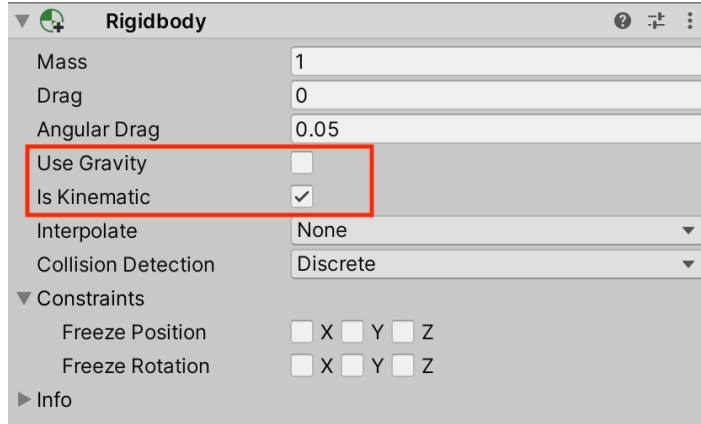 Rigidbody
Mass 1
Drag 0
Angular Drag 0.05
Use Gravity
Is Kinematic
Interpolate None
Collision Detection Discrete
Constraints
Freeze Position X Y Z
Freeze Rotation X Y Z
Info